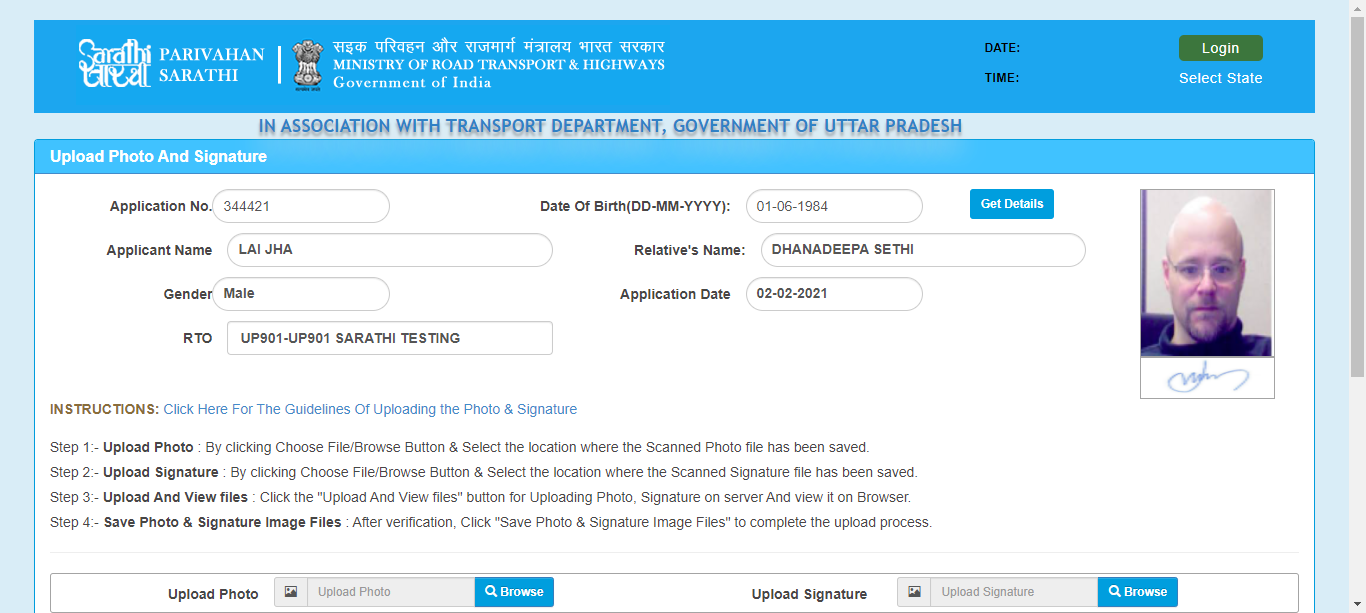 Sarathi सारथी PARIVAHAN SARATHI
सड़क परिवहन और राजमार्ग मंत्रालय भारत सरकार
MINISTRY OF ROAD TRANSPORT & HIGHWAYS
Government of India
DATE:
TIME:
Login
Select State
IN ASSOCIATION WITH TRANSPORT DEPARTMENT, GOVERNMENT OF UTTAR PRADESH
Upload Photo And Signature
Application No. 344421 Date Of Birth(DD-MM-YYYY): 01-06-1984 Get Details
Applicant Name LAI JHA Relative's Name: DHANADEEPA SETHI
Gender Male Application Date 02-02-2021
RTO UP901-UP901 SARATHI TESTING
INSTRUCTIONS: Click Here For The Guidelines Of Uploading the Photo & Signature
Step 1:- Upload Photo : By clicking Choose File/Browse Button & Select the location where the Scanned Photo file has been saved.
Step 2:- Upload Signature : By clicking Choose File/Browse Button & Select the location where the Scanned Signature file has been saved.
Step 3:- Upload And View files : Click the "Upload And View files" button for Uploading Photo, Signature on server And view it on Browser.
Step 4:- Save Photo & Signature Image Files : After verification, Click "Save Photo & Signature Image Files" to complete the upload process.
Upload Photo Upload Photo Browse Upload Signature Upload Signature Browse